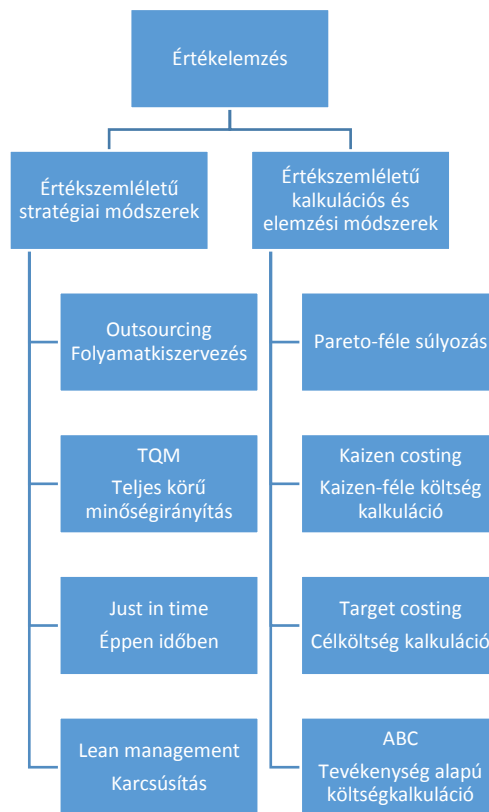 Értékelemzés
Értékszemléletű
stratégiai módszerek
Értékszemléletű
kalkulációs és
elemzési módszerek
Outsourcing
Folyamatkiszervezés
Pareto-féle súlyozás
TQM
Teljes körű
minőségirányítás
Kaizen costing
Kaizen-féle költség
kalkuláció
Just in time
Éppen időben
Target costing
Célköltség kalkuláció
Lean management
Karcsúsítás
ABC
Tevékenység alapú
költségkalkuláció